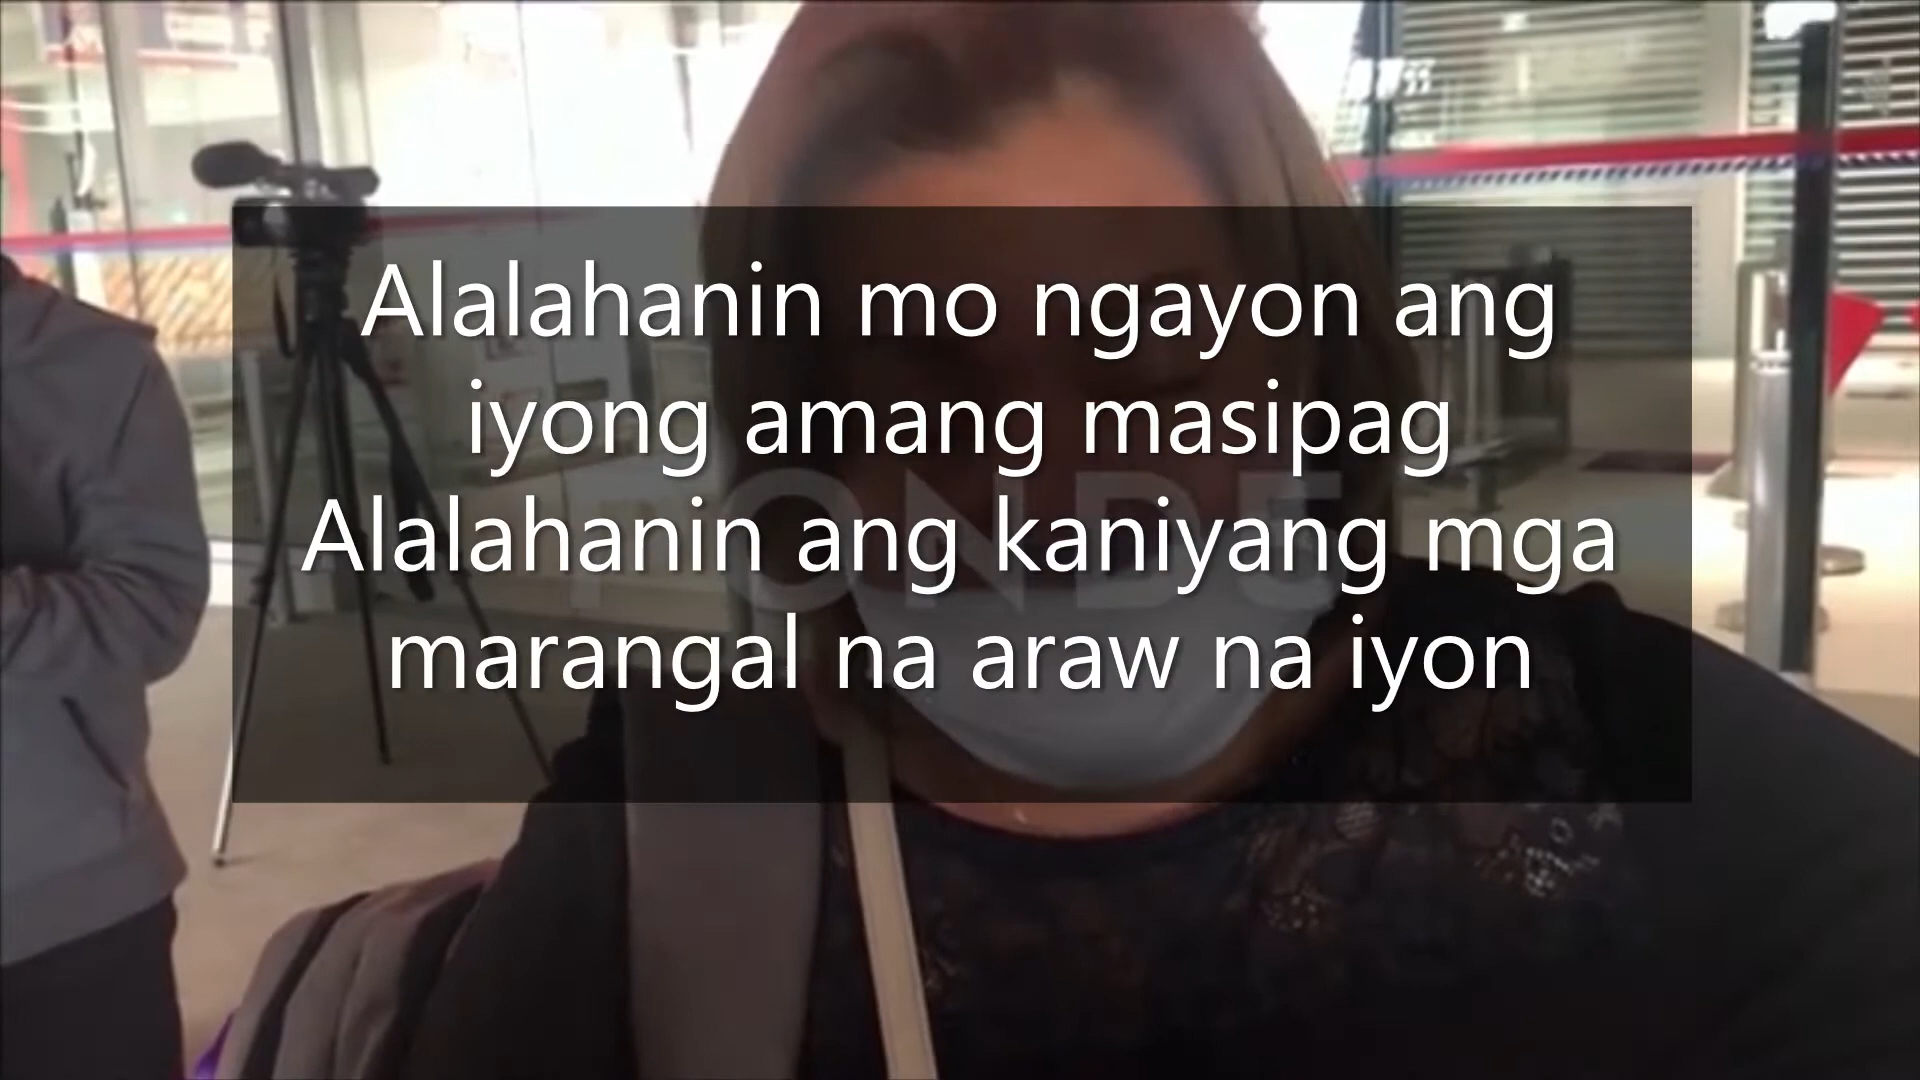 Alalahanin mo ngayon ang
iyong amang masipag
Alalahanin ang kaniyang mga
marangal na araw na iyon